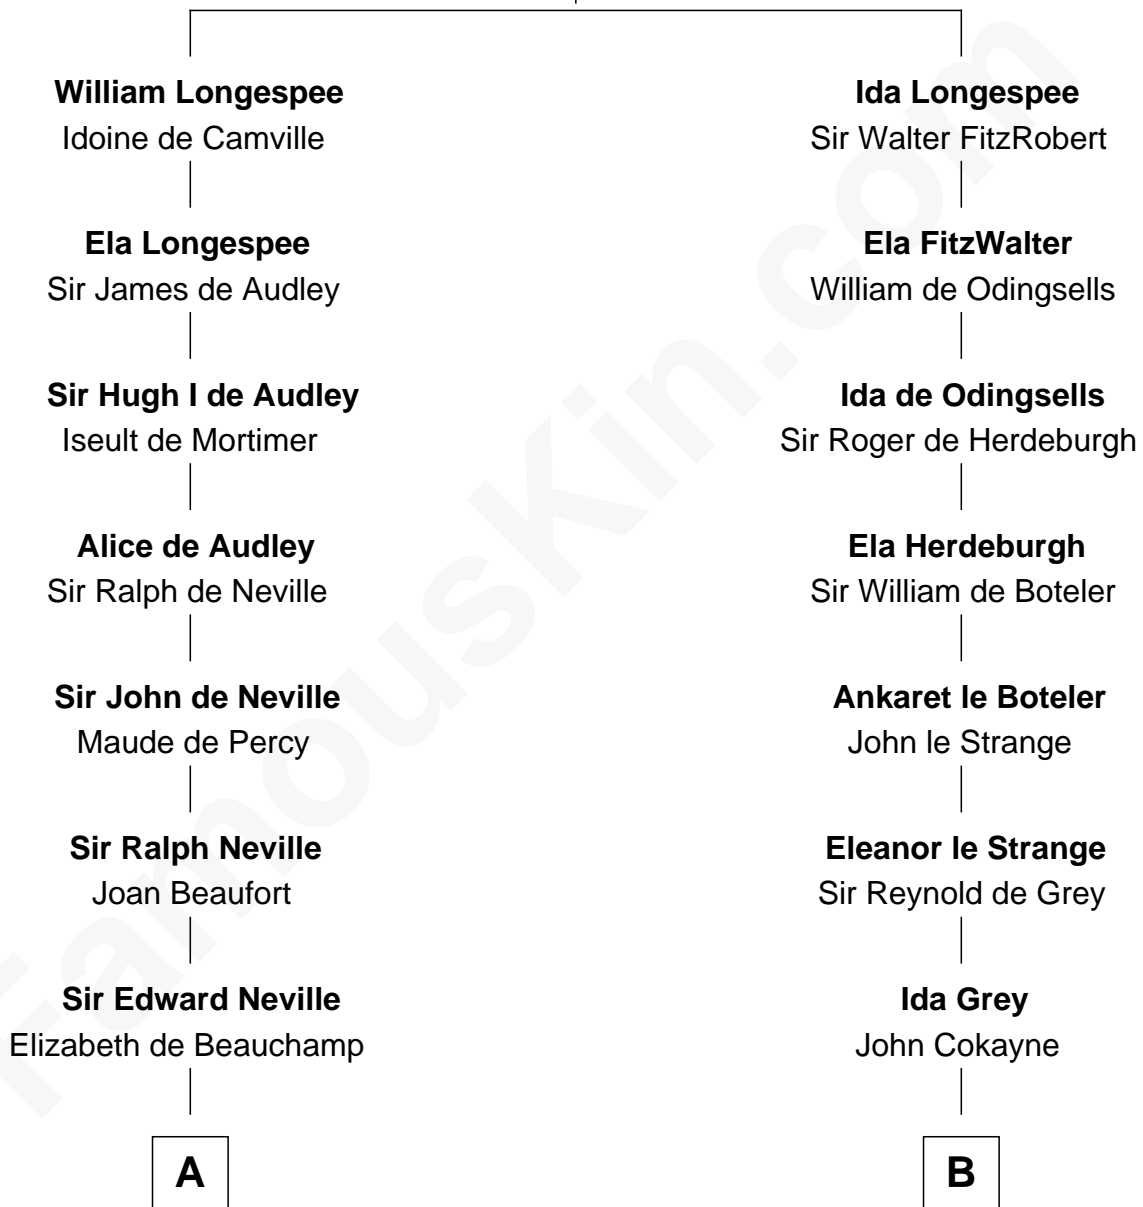 William Longespee
Idoine de Camville
Ela Longespee
Sir James de Audley
Sir Hugh I de Audley
Iseult de Mortimer
Alice de Audley
Sir Ralph de Neville
Sir John de Neville
Maude de Percy
Sir Ralph Neville
Joan Beaufort
Sir Edward Neville
Elizabeth de Beauchamp
A
Ida Longespee
Sir Walter FitzRobert
Ela FitzWalter
William de Odingsells
Ida de Odingsells
Sir Roger de Herdeburgh
Ela Herdeburgh
Sir William de Boteler
Ankaret le Boteler
John le Strange
Eleanor le Strange
Sir Reynold de Grey
Ida Grey
John Cokayne
B
FamousKin.com